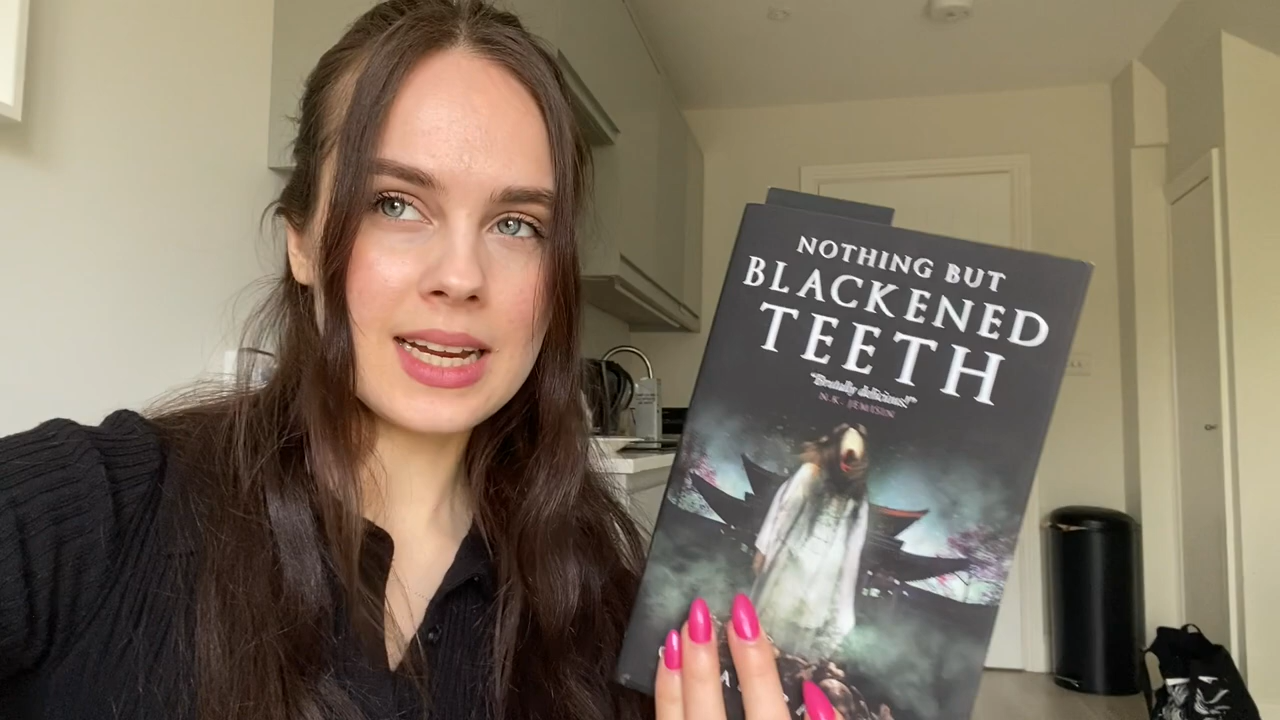 NOTHING BUT
BLACKENED
TEETH
"Brutally delicious!"
N.K. JEMISIN